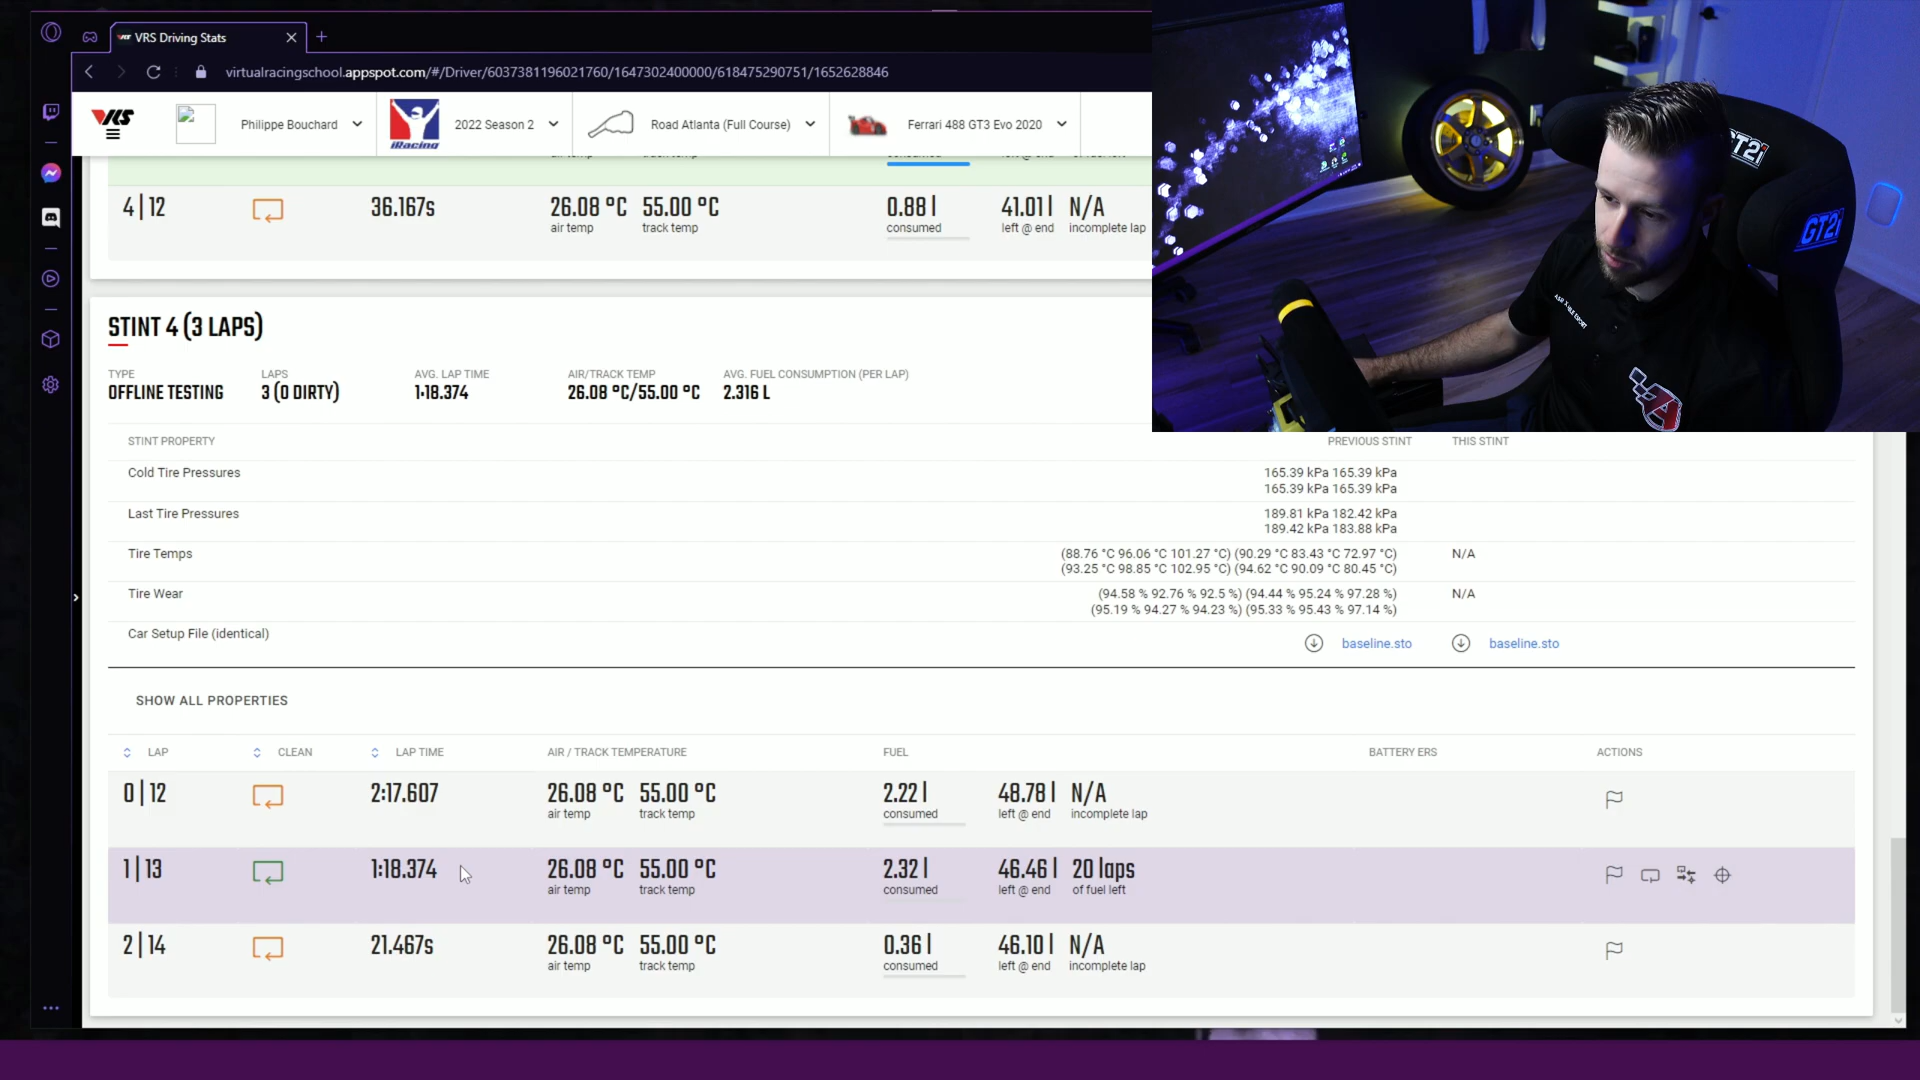 VRS Driving Stats
virtualracingschool.appspot.com/#/Driver/6037381196021760/1647302400000/618475290751/1652628846
VRS
Philippe Bouchard
iRacing
2022 Season 2
Road Atlanta (Full Course)
Ferrari 488 GT3 Evo 2020
4|12 36.167s 26.08 °C 55.00 °C 0.88 l 41.01 l N/A
air temp track temp consumed left @ end incomplete lap
STINT 4 (3 LAPS)
TYPE LAPS AVG. LAP TIME AIR/TRACK TEMP AVG. FUEL CONSUMPTION (PER LAP)
OFFLINE TESTING 3 (0 DIRTY) 1:18.374 26.08 °C/55.00 °C 2.316 L
STINT PROPERTY PREVIOUS STINT THIS STINT
Cold Tire Pressures 165.39 kPa 165.39 kPa
165.39 kPa 165.39 kPa
Last Tire Pressures 189.81 kPa 182.42 kPa
189.42 kPa 183.88 kPa
Tire Temps (88.76 °C 96.06 °C 101.27 °C) (90.29 °C 83.43 °C 72.97 °C) N/A
(93.25 °C 98.85 °C 102.95 °C) (94.62 °C 90.09 °C 80.45 °C)
Tire Wear (94.58 % 92.76 % 92.5 %) (94.44 % 95.24 % 97.28 %) N/A
(95.19 % 94.27 % 94.23 %) (95.33 % 95.43 % 97.14 %)
Car Setup File (identical) baseline.sto baseline.sto
SHOW ALL PROPERTIES
LAP CLEAN LAP TIME AIR / TRACK TEMPERATURE FUEL BATTERY ERS ACTIONS
0|12 2:17.607 26.08 °C 55.00 °C 2.22 l 48.78 l N/A
air temp track temp consumed left @ end incomplete lap
1|13 1:18.374 26.08 °C 55.00 °C 2.32 l 46.46 l 20 laps
air temp track temp consumed left @ end of fuel left
2|14 21.467s 26.08 °C 55.00 °C 0.36 l 46.10 l N/A
air temp track temp consumed left @ end incomplete lap
GT2i
GT2i